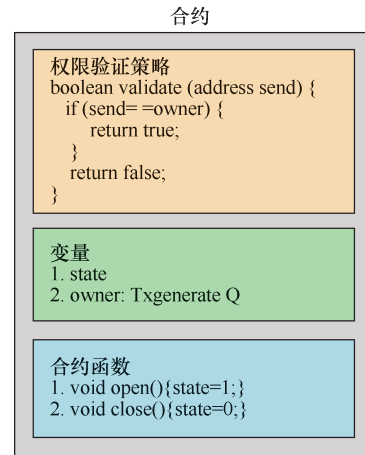 合约
权限验证策略
boolean validate (address send) {
if (send= =owner) {
return true;
}
return false;
}
变量
1. state
2. owner: Txgenerate Q
合约函数
1. void open(){state=1;}
2. void close(){state=0;}